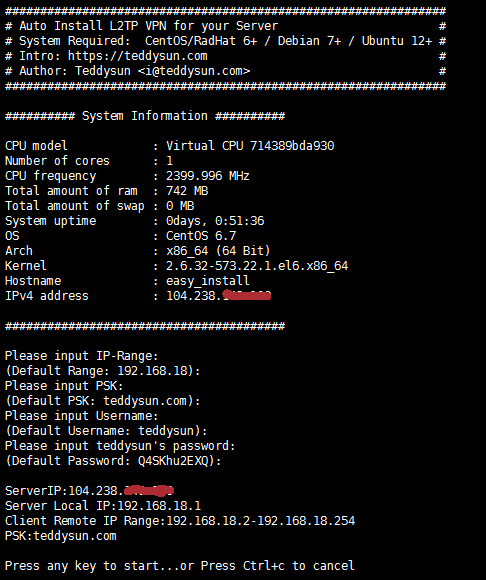 ###############################################################
# Auto Install L2TP VPN for your Server                       #
# System Required:  CentOS/RadHat 6+ / Debian 7+ / Ubuntu 12+ #
# Intro: https://teddysun.com                                 #
# Author: Teddysun <i@teddysun.com>                           #
###############################################################

########## System Information ##########

CPU model            : Virtual CPU 714389bda930
Number of cores      : 1
CPU frequency        : 2399.996 MHz
Total amount of ram  : 742 MB
Total amount of swap : 0 MB
System uptime        : 0days, 0:51:36
OS                   : CentOS 6.7
Arch                 : x86_64 (64 Bit)
Kernel               : 2.6.32-573.22.1.el6.x86_64
Hostname             : easy_install
IPv4 address         : 104.238.

########################################

Please input IP-Range:
(Default Range: 192.168.18):
Please input PSK:
(Default PSK: teddysun.com):
Please input Username:
(Default Username: teddysun):
Please input teddysun's password:
(Default Password: Q4SKhu2EXQ):

ServerIP:104.238.
Server Local IP:192.168.18.1
Client Remote IP Range:192.168.18.2-192.168.18.254
PSK:teddysun.com

Press any key to start...or Press Ctrl+c to cancel